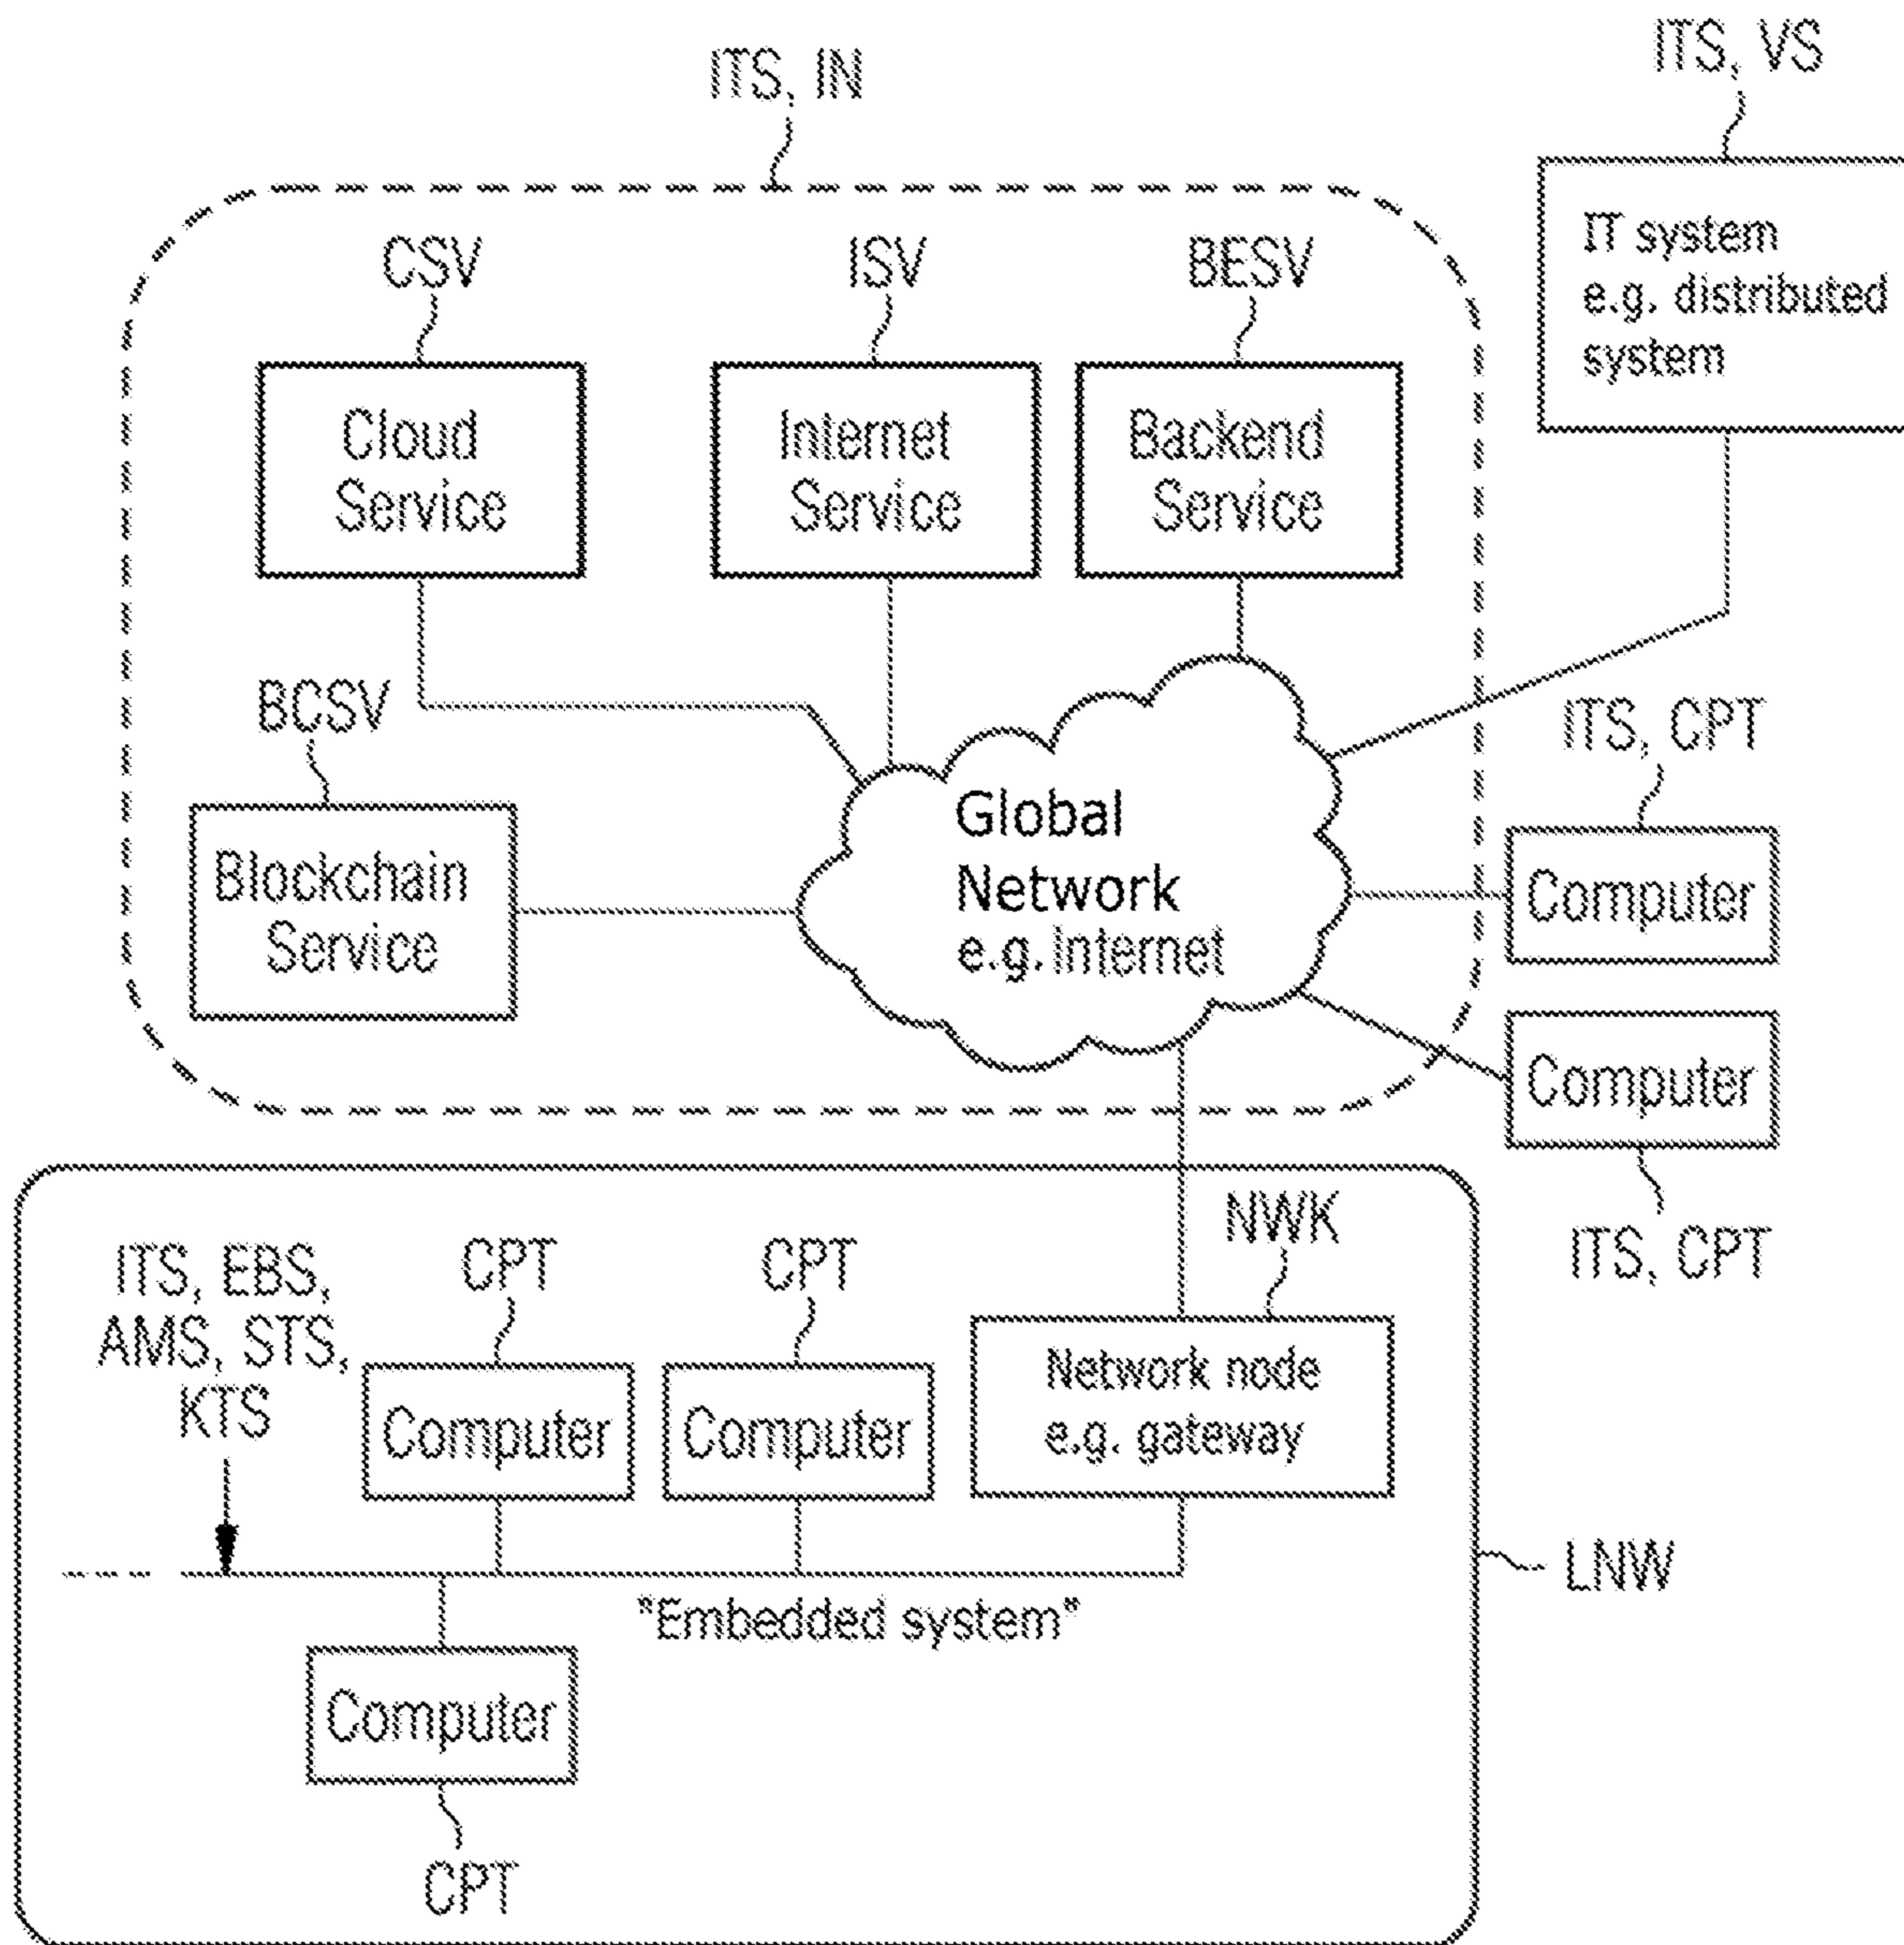 ITS, IN
ITS, VS
IT system
e.g. distributed
system
CSV
ISV
BESV
Cloud
Service
Internet
Service
Backend
Service
BCSV
Blockchain
Service
Global
Network
e.g. Internet
ITS, CPT
Computer
Computer
ITS, CPT
NWK
ITS, EBS,
AMS, STS,
KTS
CPT
CPT
Computer
Computer
Network node
e.g. gateway
LNW
"Embedded system"
Computer
CPT